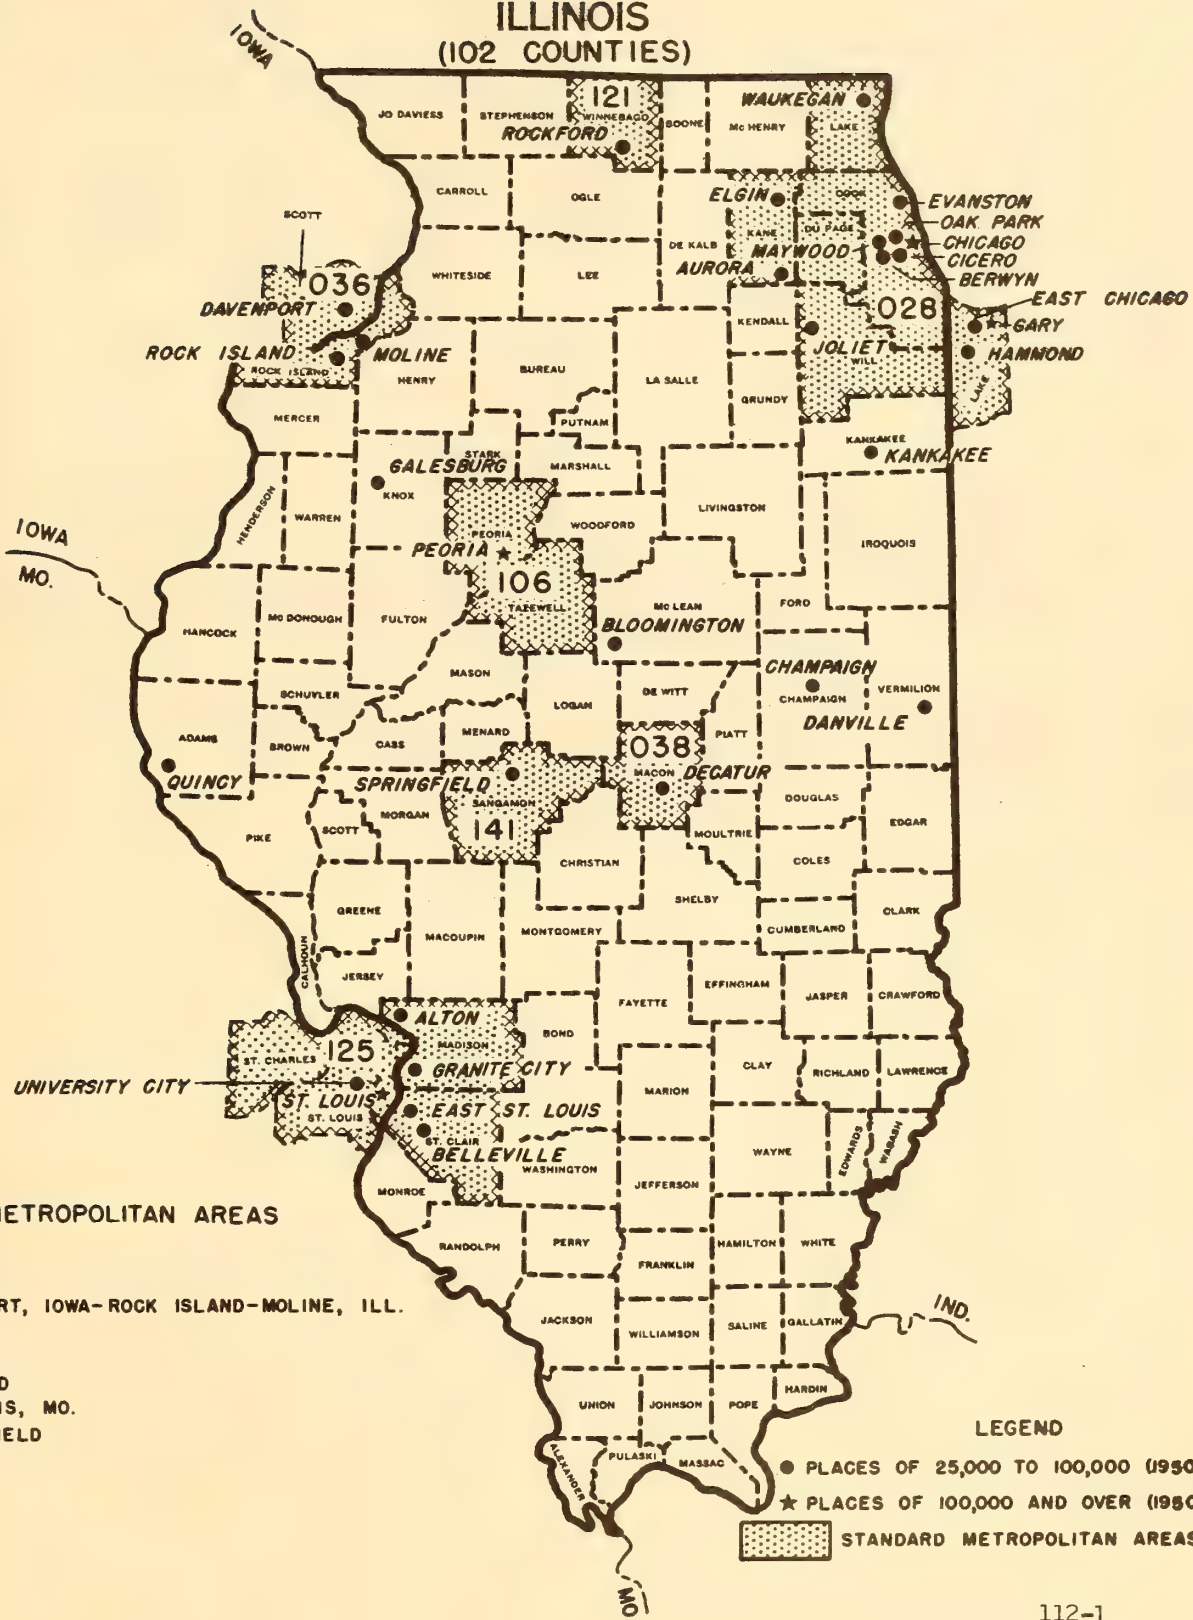 ILLINOIS
(102 COUNTIES)
IOWA
JO DAVIESS
STEPHENSON
121
WINNEBAGO
ROCKFORD
BOONE
Mc HENRY
WAUKEGAN
LAKE
CARROLL
OGLE
ELGIN
COOK
EVANSTON
OAK PARK
CHICAGO
CICERO
BERWYN
SCOTT
KANE
DU PAGE
MAYWOOD
DE KALB
AURORA
WHITESIDE
LEE
036
DAVENPORT
028
EAST CHICAGO
GARY
HAMMOND
LAKE
KENDALL
JOLIET
WILL
ROCK ISLAND
MOLINE
ROCK ISLAND
HENRY
BUREAU
LA SALLE
GRUNDY
MERCER
PUTNAM
KANKAKEE
KANKAKEE
STARK
GALESBURG
KNOX
MARSHALL
HENDERSON
WARREN
PEORIA
WOODFORD
LIVINGSTON
IROQUOIS
IOWA
MO.
PEORIA
106
TAZEWELL
Mc LEAN
BLOOMINGTON
FORD
HANCOCK
Mc DONOUGH
FULTON
MASON
CHAMPAIGN
CHAMPAIGN
VERMILION
DANVILLE
SCHUYLER
LOGAN
DE WITT
ADAMS
BROWN
CASS
MENARD
038
PIATT
QUINCY
SPRINGFIELD
MACON
DECATUR
SANGAMON
141
DOUGLAS
PIKE
SCOTT
MORGAN
MOULTRIE
EDGAR
CHRISTIAN
COLES
SHELBY
GREENE
MACOUPIN
MONTGOMERY
CUMBERLAND
CLARK
CALHOUN
JERSEY
FAYETTE
EFFINGHAM
JASPER
CRAWFORD
ALTON
MADISON
BOND
ST. CHARLES
125
GRANITE CITY
UNIVERSITY CITY
CLAY
RICHLAND
LAWRENCE
MARION
ST. LOUIS
ST. LOUIS
EAST ST. LOUIS
ST. CLAIR
BELLEVILLE
WASHINGTON
WAYNE
EDWARDS
WABASH
MONROE
JEFFERSON
METROPOLITAN AREAS
RANDOLPH
PERRY
HAMILTON
WHITE
FRANKLIN
RT, IOWA-ROCK ISLAND-MOLINE, ILL.
IND.
JACKSON
WILLIAMSON
SALINE
GALLATIN
D
IS, MO.
ELD
UNION
JOHNSON
POPE
HARDIN
ALEXANDER
PULASKI
MASSAC
LEGEND
PLACES OF 25,000 TO 100,000 (1950
PLACES OF 100,000 AND OVER (1950
STANDARD METROPOLITAN AREAS
MO
112-1